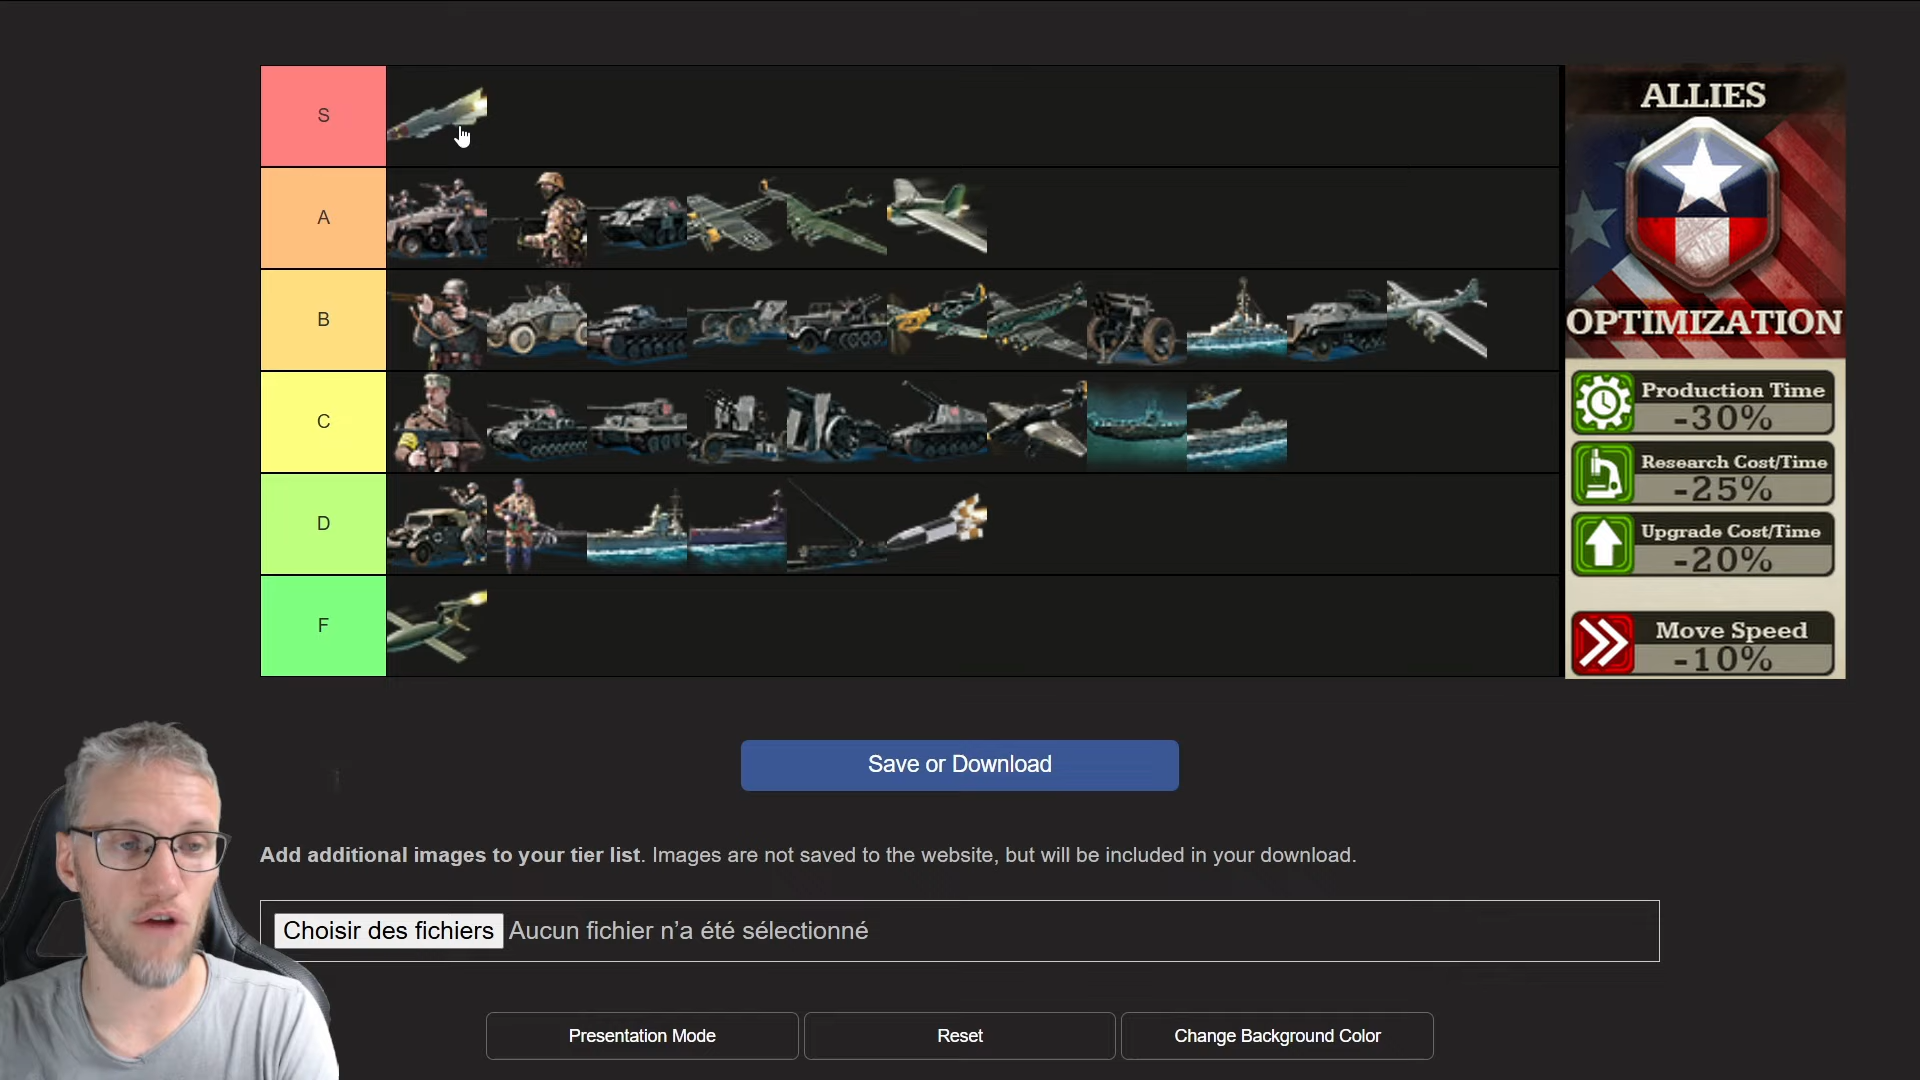 S
A
B
C
D
F
ALLIES
OPTIMIZATION
Production Time
-30%
Research Cost/Time
-25%
Upgrade Cost/Time
-20%
Move Speed
-10%
Save or Download
Add additional images to your tier list. Images are not saved to the website, but will be included in your download.
Choisir des fichiers Aucun fichier n'a été sélectionné
Presentation Mode
Reset
Change Background Color